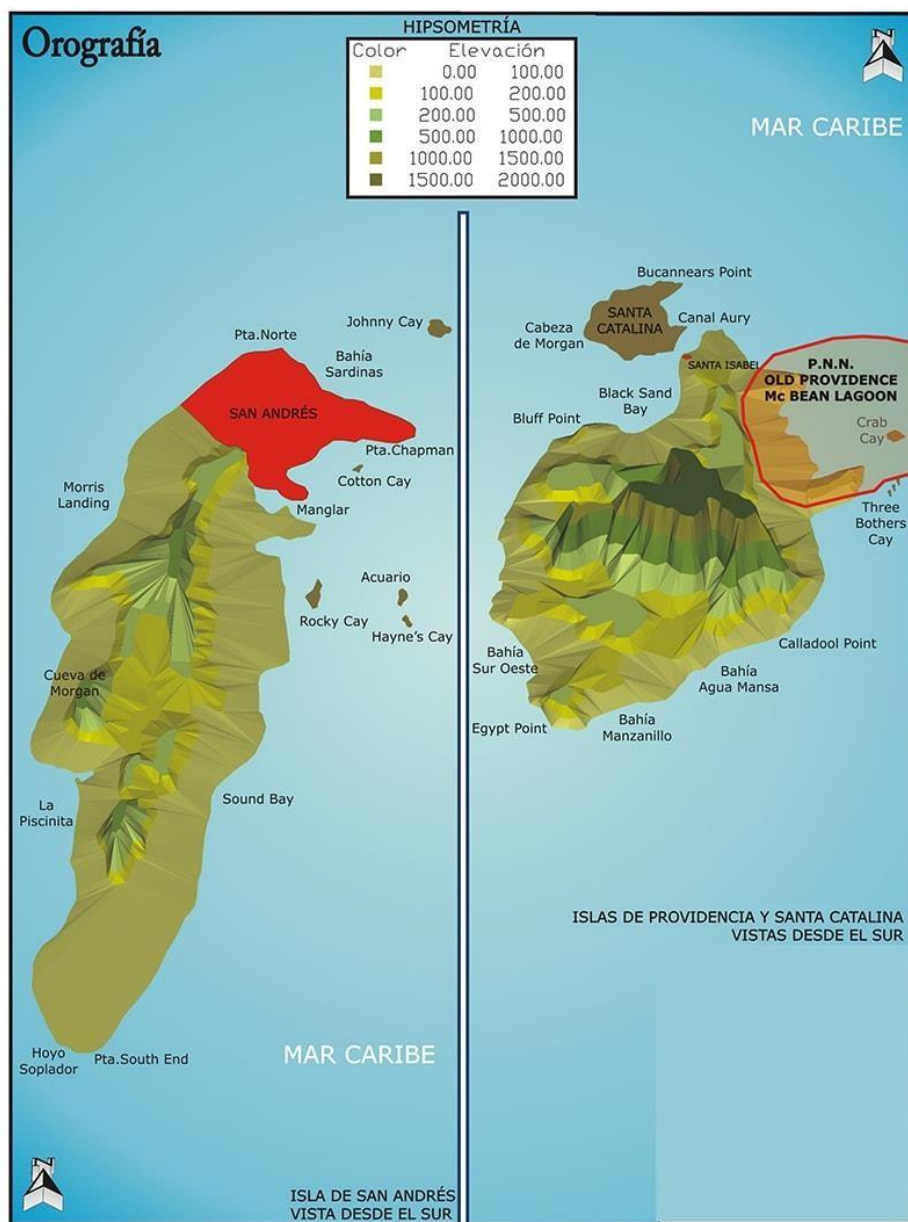 Orografía
HIPSOMETRÍA
Color Elevación
0.00 100.00
100.00 200.00
200.00 500.00
500.00 1000.00
1000.00 1500.00
1500.00 2000.00
N
MAR CARIBE
Pta.Norte
Johnny Cay
Bahía
Sardinas
SAN ANDRÉS
Pta.Chapman
Cotton Cay
Morris
Landing
Manglar
Acuario
Rocky Cay
Hayne's Cay
Cueva de
Morgan
La
Piscinita
Sound Bay
Hoyo
Soplador
Pta.South End
MAR CARIBE
N
ISLA DE SAN ANDRÉS
VISTA DESDE EL SUR
Bucannears Point
SANTA
CATALINA
Canal Aury
Cabeza
de Morgan
SANTA ISABEL
P.N.N.
OLD PROVIDENCE
Mc BEAN LAGOON
Black Sand
Bay
Bluff Point
Crab
Cay
Three
Bothers
Cay
Calladool Point
Bahía
Sur Oeste
Bahía
Agua Mansa
Egypt Point
Bahía
Manzanillo
ISLAS DE PROVIDENCIA Y SANTA CATALINA
VISTAS DESDE EL SUR